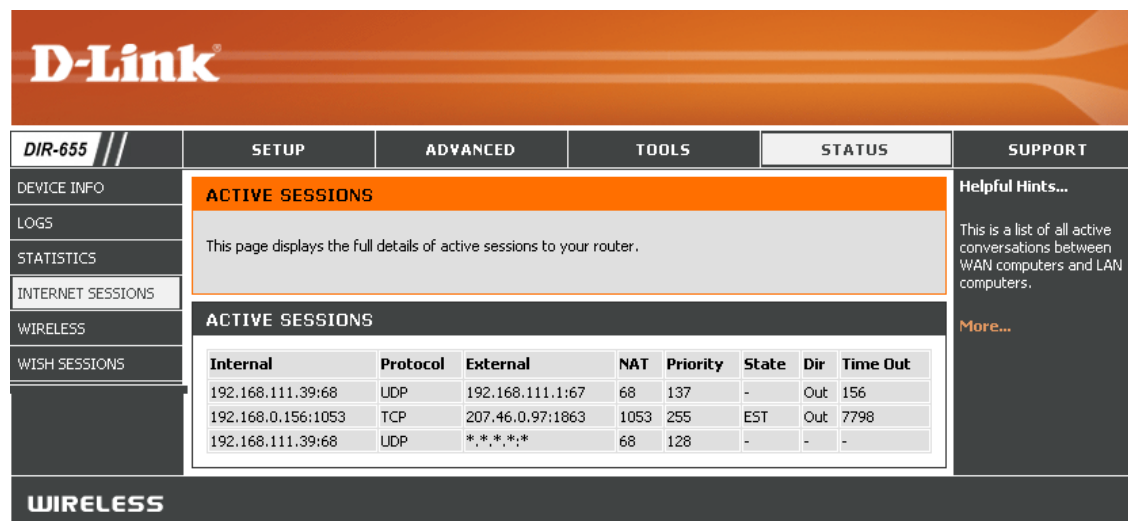 D-Link®
DIR-655
SETUP
ADVANCED
TOOLS
STATUS
SUPPORT
DEVICE INFO
LOGS
STATISTICS
INTERNET SESSIONS
WIRELESS
WISH SESSIONS
ACTIVE SESSIONS
This page displays the full details of active sessions to your router.
ACTIVE SESSIONS
Internal Protocol External NAT Priority State Dir Time Out
192.168.111.39:68 UDP 192.168.111.1:67 68 137 - Out 156
192.168.0.156:1053 TCP 207.46.0.97:1863 1053 255 EST Out 7798
192.168.111.39:68 UDP *.*.*.*:* 68 128 - - -
Helpful Hints...
This is a list of all active
conversations between
WAN computers and LAN
computers.
More...
WIRELESS